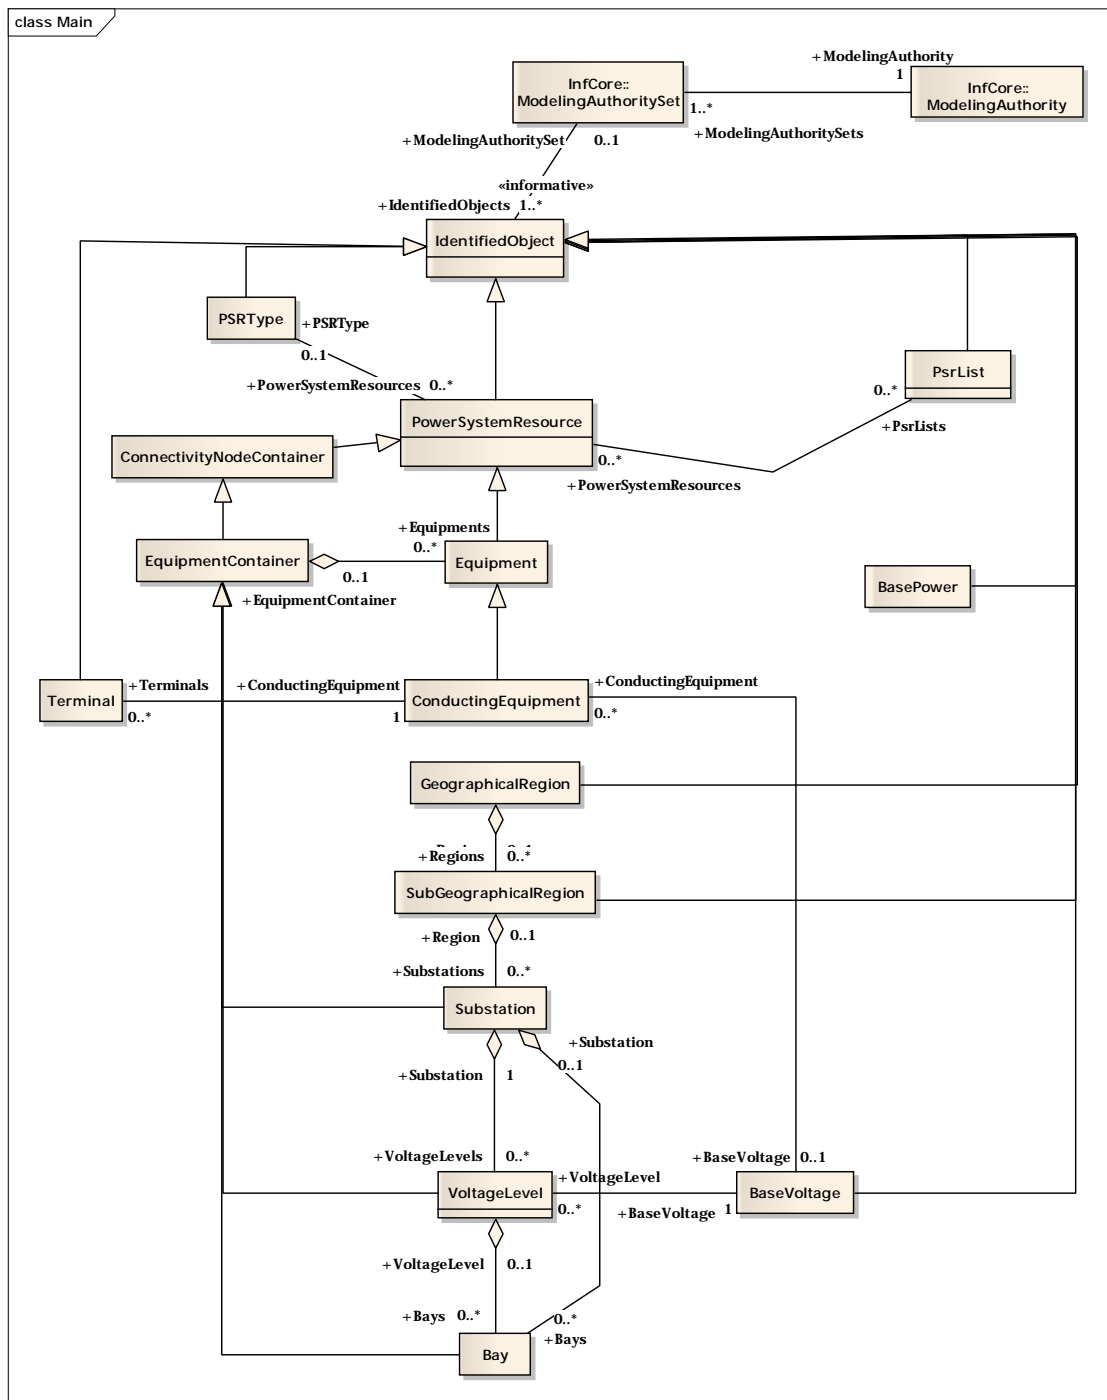 class Main
+ModelingAuthority
InfCore::
ModelingAuthoritySet
1
InfCore::
ModelingAuthority
1..*
+ModelingAuthoritySet
0..1
+ModelingAuthoritySets
«informative»
+IdentifiedObjects 1..*
IdentifiedObject
PSRType
+PSRType
0..1
PsrList
+PowerSystemResources 0..*
0..*
PowerSystemResource
+PsrLists
ConnectivityNodeContainer
0..*
+PowerSystemResources
+Equipments
0..*
EquipmentContainer
Equipment
0..1
BasePower
+EquipmentContainer
+Terminals
+ConductingEquipment
+ConductingEquipment
Terminal
ConductingEquipment
0..*
1
0..*
GeographicalRegion
+Regions 0..*
SubGeographicalRegion
+Region 0..1
+Substations 0..*
Substation
+Substation
0..1
+Substation 1
+VoltageLevels 0..*
+BaseVoltage 0..1
+VoltageLevel
VoltageLevel
BaseVoltage
0..*
+BaseVoltage 1
+VoltageLevel 0..1
+Bays 0..*
0..*
+Bays
Bay